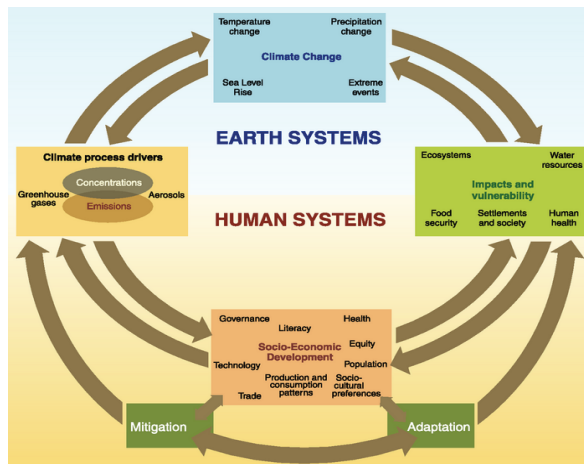 Temperature
change
Precipitation
change
Climate Change
Sea Level
Rise
Extreme
events
EARTH SYSTEMS
Climate process drivers
Concentrations
Greenhouse
gases
Aerosols
Emissions
Ecosystems
Water
resources
Impacts and
vulnerability
Food
security
Settlements
and society
Human
health
HUMAN SYSTEMS
Governance
Literacy
Health
Equity
Socio-Economic
Development
Technology
Population
Production and
consumption
patterns
Socio-
cultural
preferences
Trade
Mitigation
Adaptation